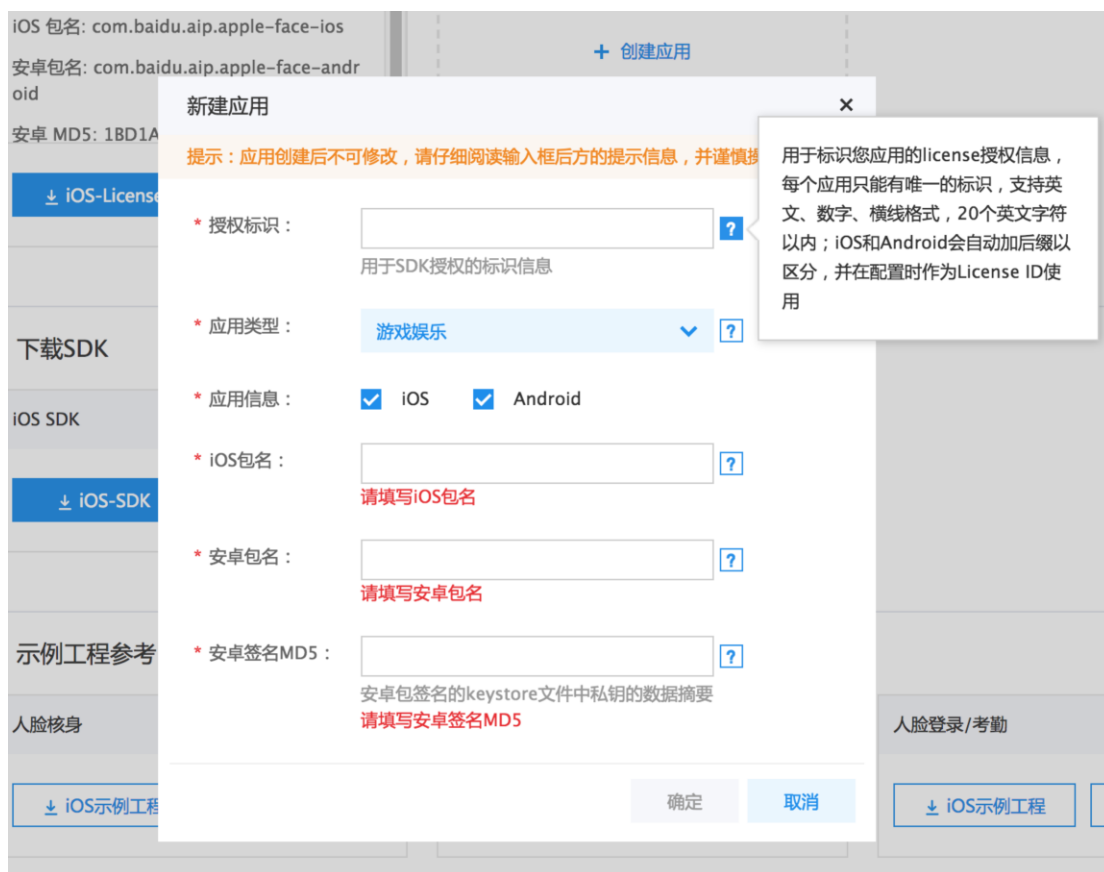 iOS 包名: com.baidu.aip.apple-face-ios
安卓包名: com.baidu.aip.apple-face-andr
oid
安卓 MD5: 1BD1A
iOS-License
+ 创建应用
新建应用
×
提示：应用创建后不可修改，请仔细阅读输入框后方的提示信息，并谨慎
用于标识您应用的license授权信息，
每个应用只能有唯一的标识，支持英
文、数字、横线格式，20个英文字符
以内；iOS和Android会自动加后缀以
区分，并在配置时作为License ID使
用
* 授权标识：
?
用于SDK授权的标识信息
* 应用类型：
游戏娱乐
?
* 应用信息：
iOS
Android
* iOS包名：
?
请填写iOS包名
* 安卓包名：
?
请填写安卓包名
* 安卓签名MD5：
?
安卓包签名的keystore文件中私钥的数据摘要
请填写安卓签名MD5
确定
取消
下载SDK
iOS SDK
iOS-SDK
示例工程参考
人脸核身
iOS示例工程
人脸登录/考勤
iOS示例工程